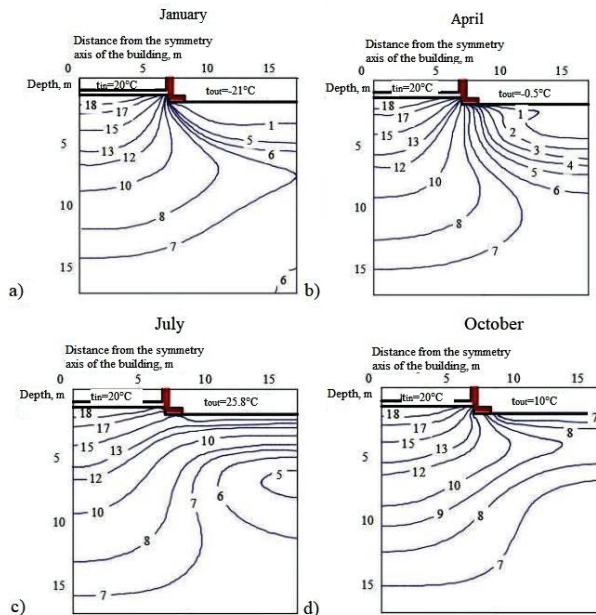 January
Distance from the symmetry
axis of the building, m
0 5 10 15
Depth, m
tin=20°C
tout=-21°C
18
17
15
13
12
10
8
7
1
5
6
6
5
10
15
a)
April
Distance from the symmetry
axis of the building, m
0 5 10 15
Depth, m
tin=20°C
tout=-0.5°C
18
17
15
13
12
10
8
7
1
2
3
4
5
6
5
10
15
b)
July
Distance from the symmetry
axis of the building, m
0 5 10 15
Depth, m
tin=20°C
tout=25.8°C
18
17
15
13
12
10
10
8
7
7
6
5
5
10
15
c)
October
Distance from the symmetry
axis of the building, m
0 5 10 15
Depth, m
tin=20°C
tout=10°C
18
17
15
13
12
10
9
8
7
7
8
7
5
10
15
d)